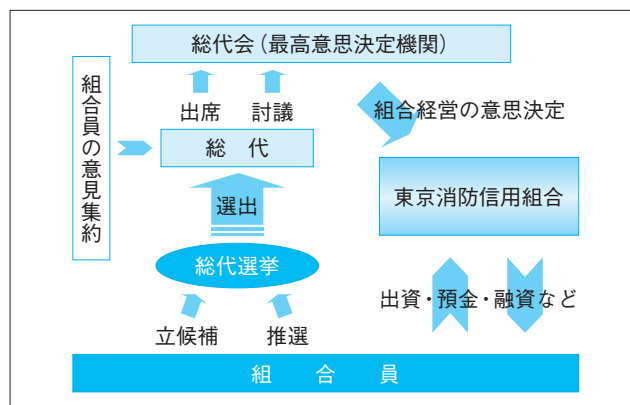 総代会（最高意思決定機関）
組合員の意見集約
出席 討議
組合経営の意思決定
総 代
選出
東京消防信用組合
総代選挙
出資・預金・融資など
立候補 推選
組 合 員